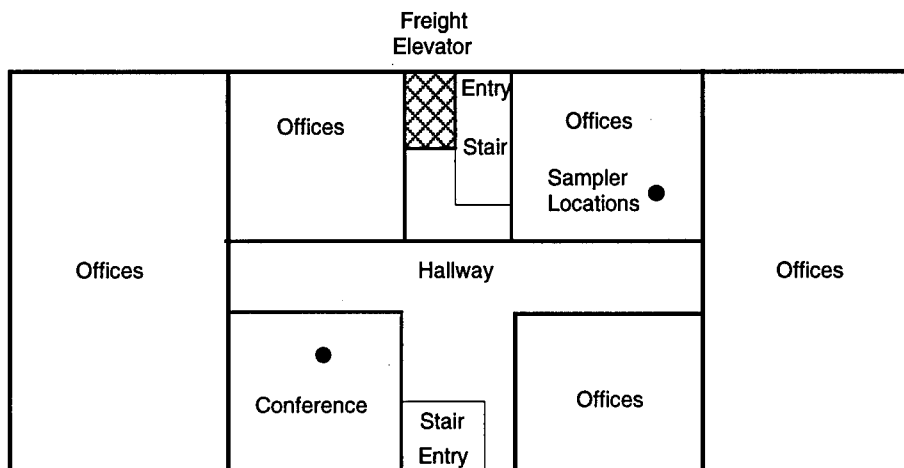 Freight
Elevator
Entry
Offices
Offices
Stair
Sampler
Locations
Offices
Hallway
Offices
Conference
Offices
Stair
Entry